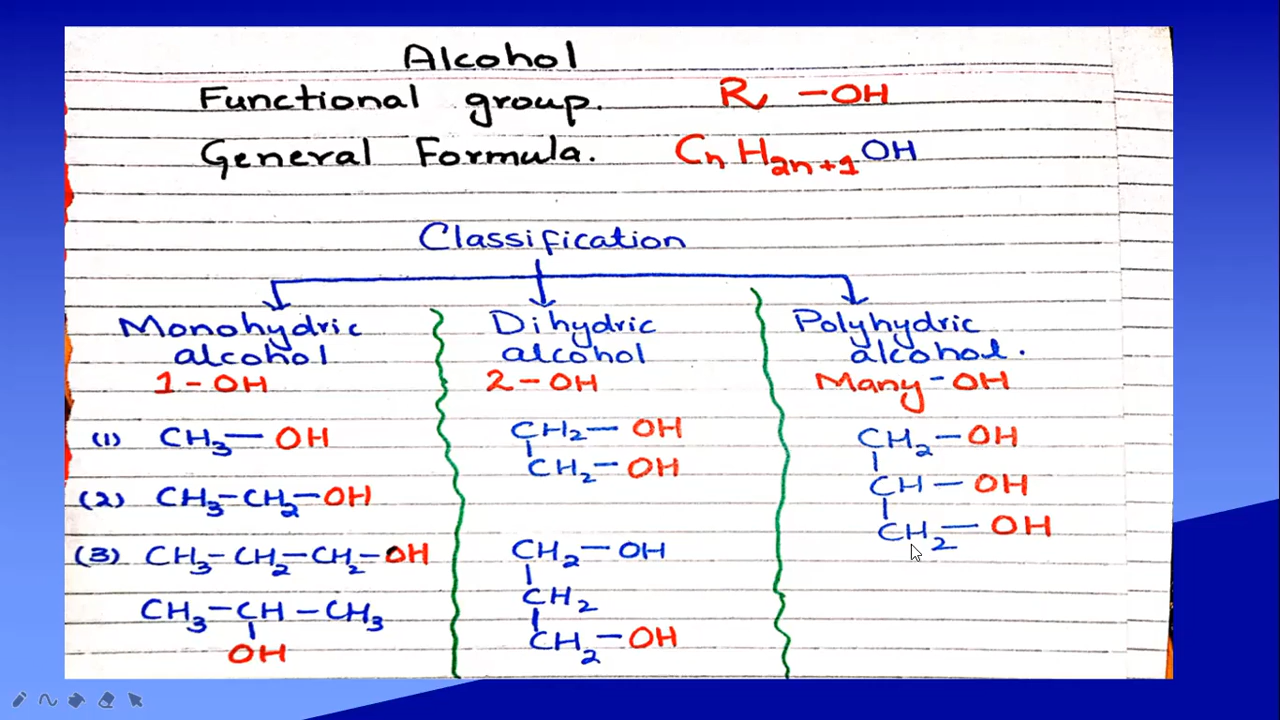 Alcohol
Functional group. R -OH
General Formula. CnH2n+1OH
Classification
Monohydric alcohol
1-OH
(1) CH3-OH
(2) CH3-CH2-OH
(3) CH3-CH2-CH2-OH
CH3-CH-CH3
OH
Dihydric alcohol
2-OH
CH2-OH
CH2-OH
CH2-OH
CH2
CH2-OH
Polyhydric alcohol.
Many-OH
CH2-OH
CH-OH
CH2-OH